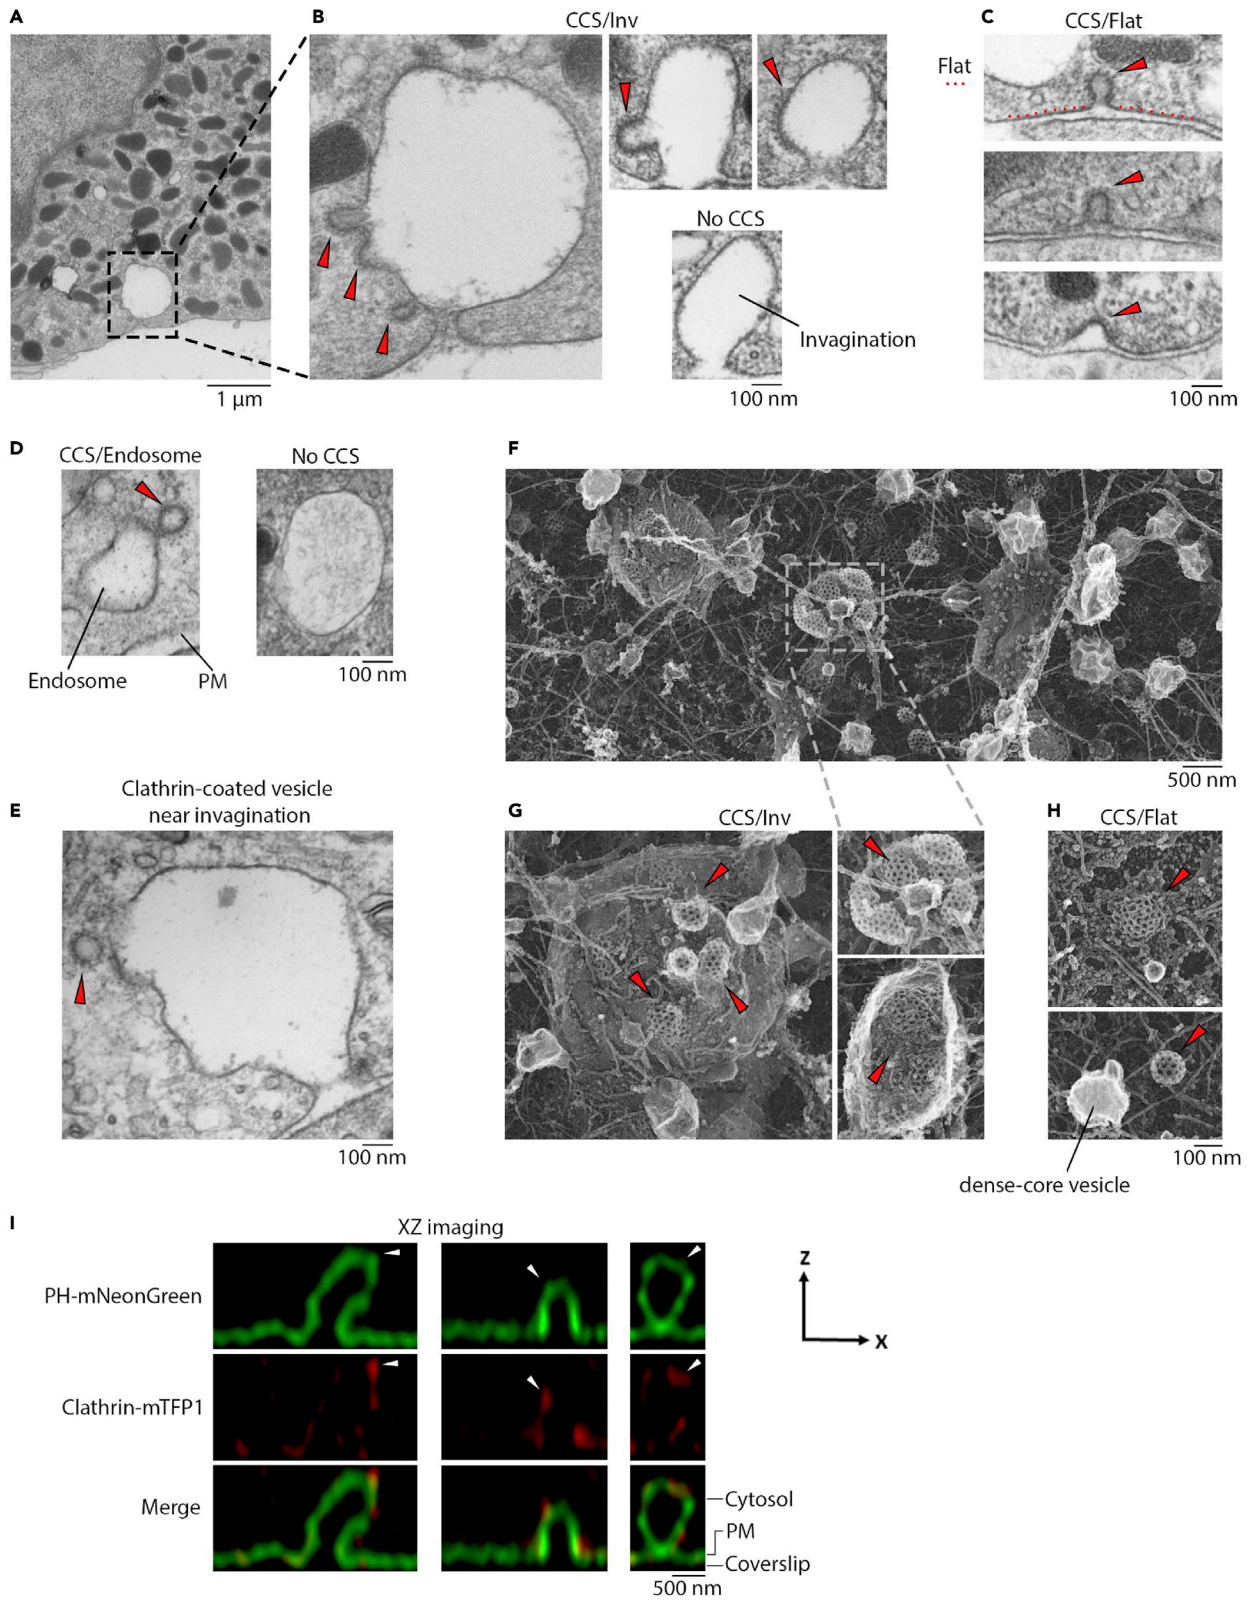 A
B
CCS/Inv
C
CCS/Flat
Flat
No CCS
Invagination
1 μm
100 nm
100 nm
D
CCS/Endosome
No CCS
F
Endosome
PM
100 nm
500 nm
E
Clathrin-coated vesicle
near invagination
G
CCS/Inv
H
CCS/Flat
100 nm
100 nm
dense-core vesicle
I
XZ imaging
PH-mNeonGreen
Z
X
Clathrin-mTFP1
Merge
Cytosol
PM
Coverslip
500 nm